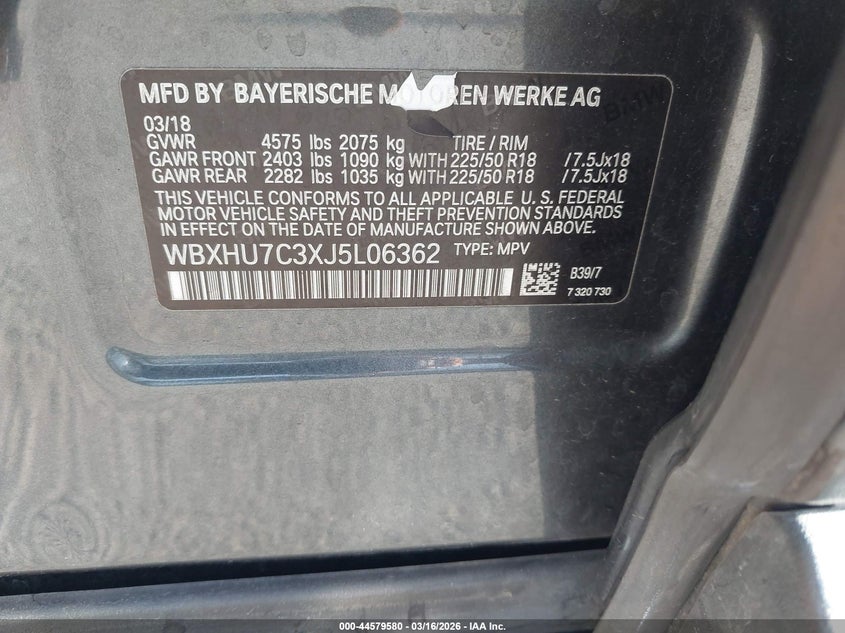 MFD BY BAYERISCHE MOTOREN WERKE AG
03/18
GVWR 4575 lbs 2075 kg TIRE / RIM
GAWR FRONT 2403 lbs 1090 kg WITH 225/50 R18 /7.5Jx18
GAWR REAR 2282 lbs 1035 kg WITH 225/50 R18 /7.5Jx18
THIS VEHICLE CONFORMS TO ALL APPLICABLE U.S. FEDERAL
MOTOR VEHICLE SAFETY AND THEFT PREVENTION STANDARDS
IN EFFECT ON THE DATE OF MANUFACTURE SHOWN ABOVE.
WBXHU7C3XJ5L06362 TYPE: MPV
B39/7
7 320 730
BMW
000-44579580 - 03/16/2026 - IAA Inc.